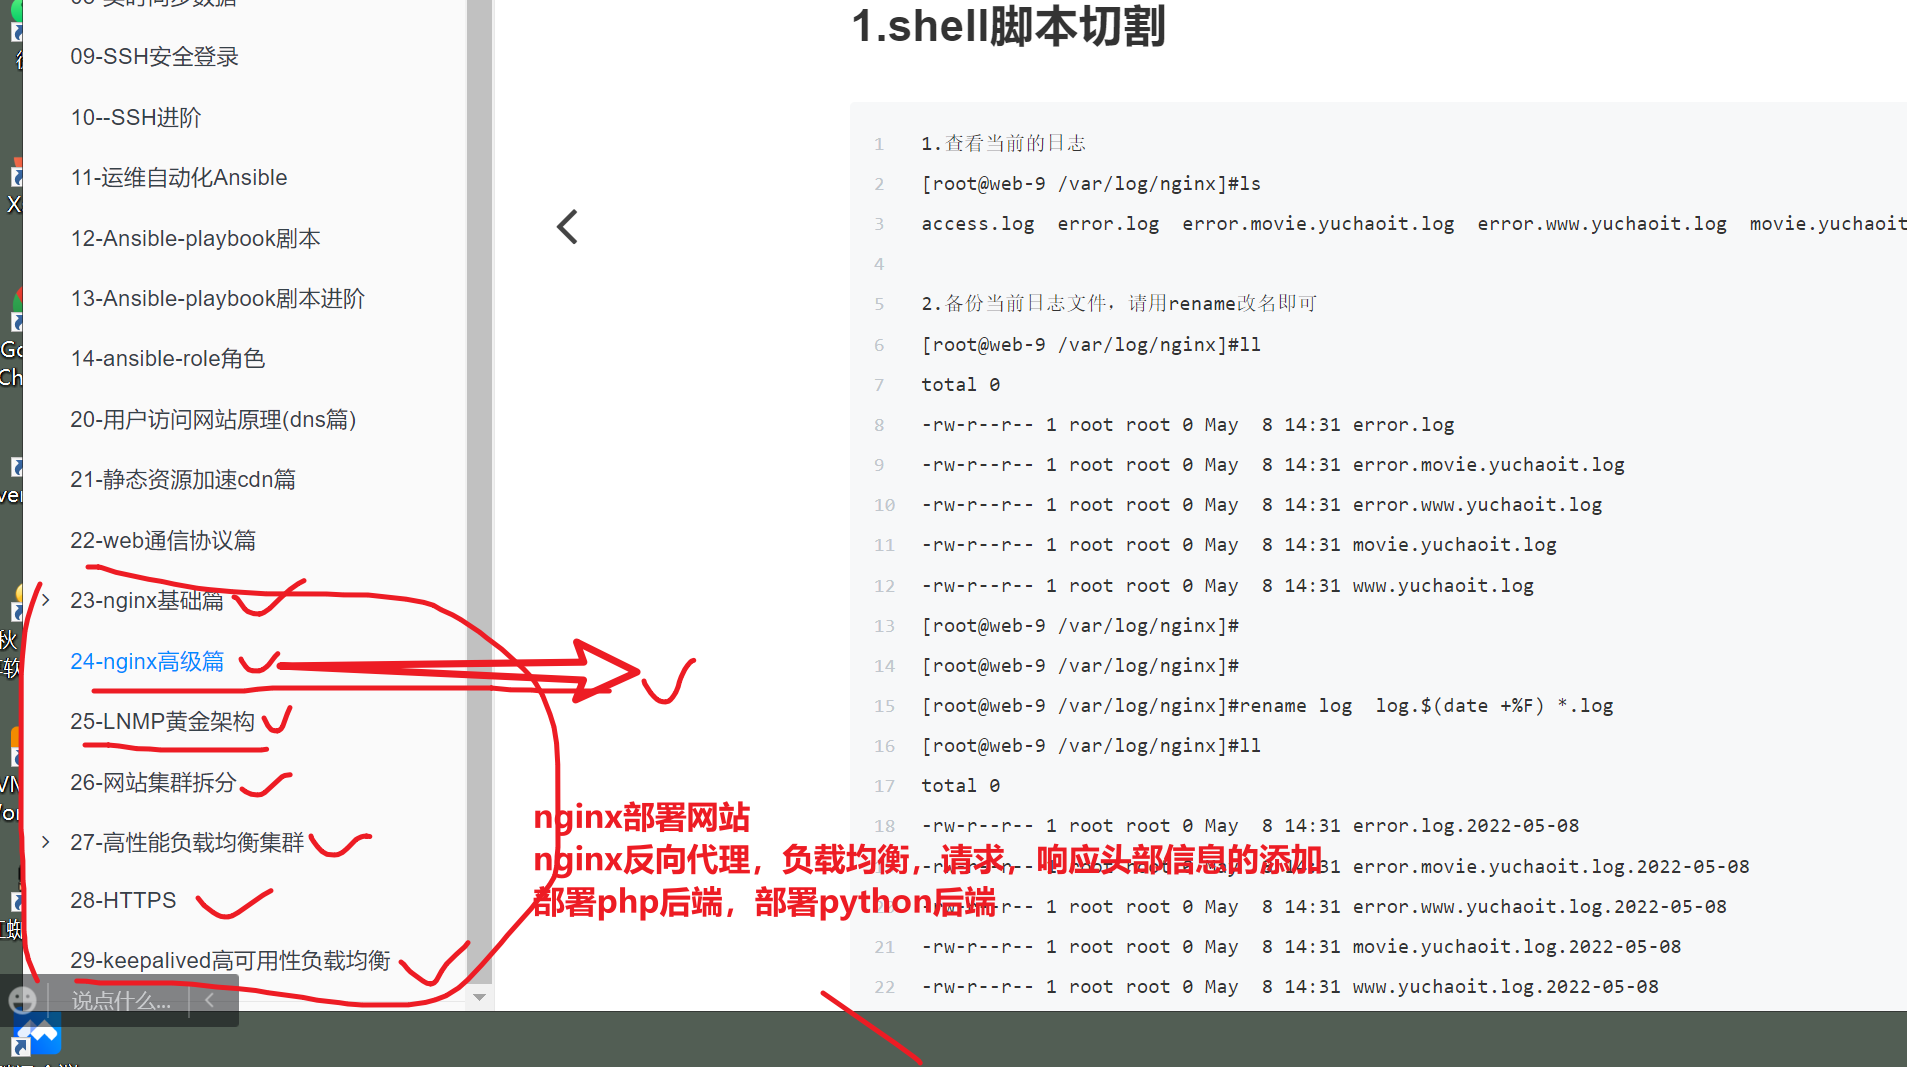 09-SSH安全登录
10--SSH进阶
11-运维自动化Ansible
12-Ansible-playbook剧本
13-Ansible-playbook剧本进阶
14-ansible-role角色
20-用户访问网站原理(dns篇)
21-静态资源加速cdn篇
22-web通信协议篇
23-nginx基础篇
24-nginx高级篇
25-LNMP黄金架构
26-网站集群拆分
27-高性能负载均衡集群
28-HTTPS
29-keepalived高可用性负载均衡
说点什么...
1.shell脚本切割
1 1.查看当前的日志
2 [root@web-9 /var/log/nginx]#ls
3 access.log  error.log  error.movie.yuchaoit.log  error.www.yuchaoit.log  movie.yuchaoit
4
5 2.备份当前日志文件，请用rename改名即可
6 [root@web-9 /var/log/nginx]#ll
7 total 0
8 -rw-r--r-- 1 root root 0 May  8 14:31 error.log
9 -rw-r--r-- 1 root root 0 May  8 14:31 error.movie.yuchaoit.log
10 -rw-r--r-- 1 root root 0 May  8 14:31 error.www.yuchaoit.log
11 -rw-r--r-- 1 root root 0 May  8 14:31 movie.yuchaoit.log
12 -rw-r--r-- 1 root root 0 May  8 14:31 www.yuchaoit.log
13 [root@web-9 /var/log/nginx]#
14 [root@web-9 /var/log/nginx]#
15 [root@web-9 /var/log/nginx]#rename log  log.$(date +%F) *.log
16 [root@web-9 /var/log/nginx]#ll
17 total 0
18 -rw-r--r-- 1 root root 0 May  8 14:31 error.log.2022-05-08
-rw-r--r-- 1 root root 0 May  8 14:31 error.movie.yuchaoit.log.2022-05-08
-rw-r--r-- 1 root root 0 May  8 14:31 error.www.yuchaoit.log.2022-05-08
21 -rw-r--r-- 1 root root 0 May  8 14:31 movie.yuchaoit.log.2022-05-08
22 -rw-r--r-- 1 root root 0 May  8 14:31 www.yuchaoit.log.2022-05-08
nginx部署网站
nginx反向代理，负载均衡，请求，响应头部信息的添加
部署php后端，部署python后端